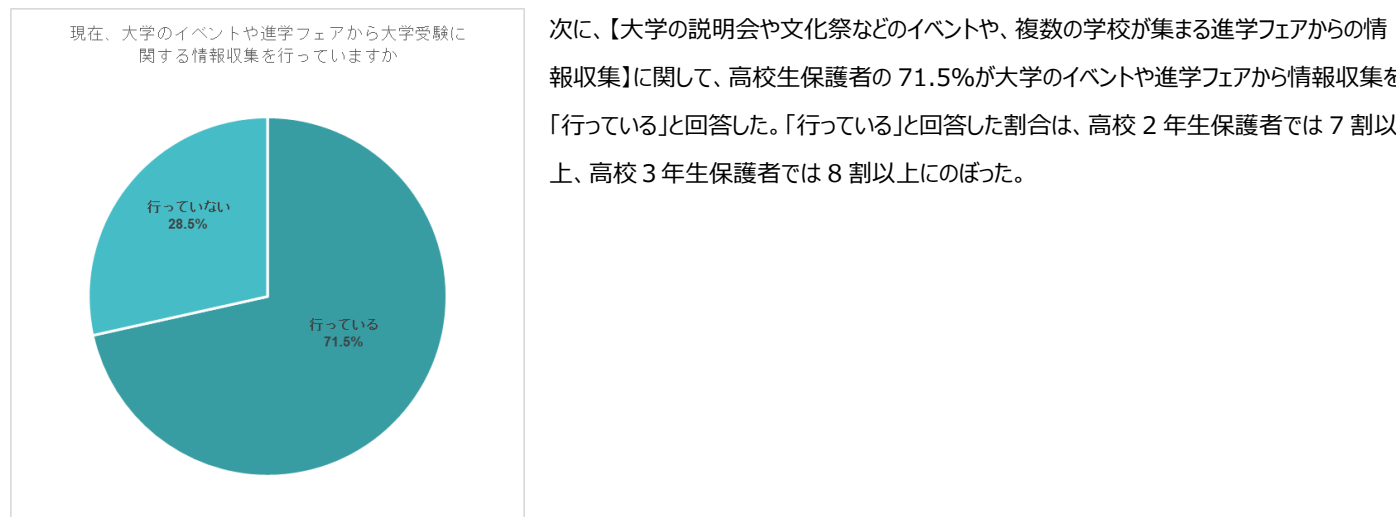 現在、大学のイベントや進学フェアから大学受験に
関する情報収集を行っていますか
行っていない
28.5%
行っている
71.5%
次に、【大学の説明会や文化祭などのイベントや、複数の学校が集まる進学フェアからの情
報収集】に関して、高校生保護者の 71.5%が大学のイベントや進学フェアから情報収集を
「行っている」と回答した。「行っている」と回答した割合は、高校 2 年生保護者では 7 割以
上、高校 3 年生保護者では 8 割以上にのぼった。